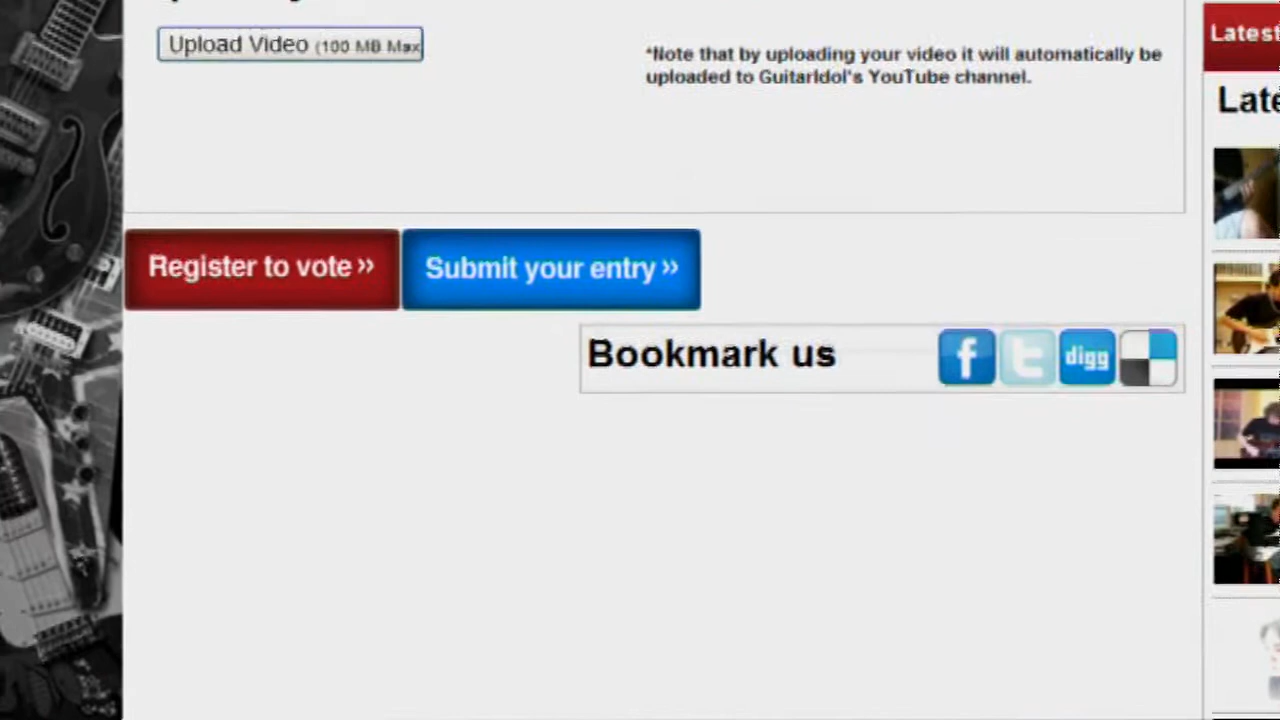 Upload Video (100 MB Max
*Note that by uploading your video it will automatically be
uploaded to GuitarIdol's YouTube channel.
Latest
Late
Register to vote »
Submit your entry »
Bookmark us
f
t
digg